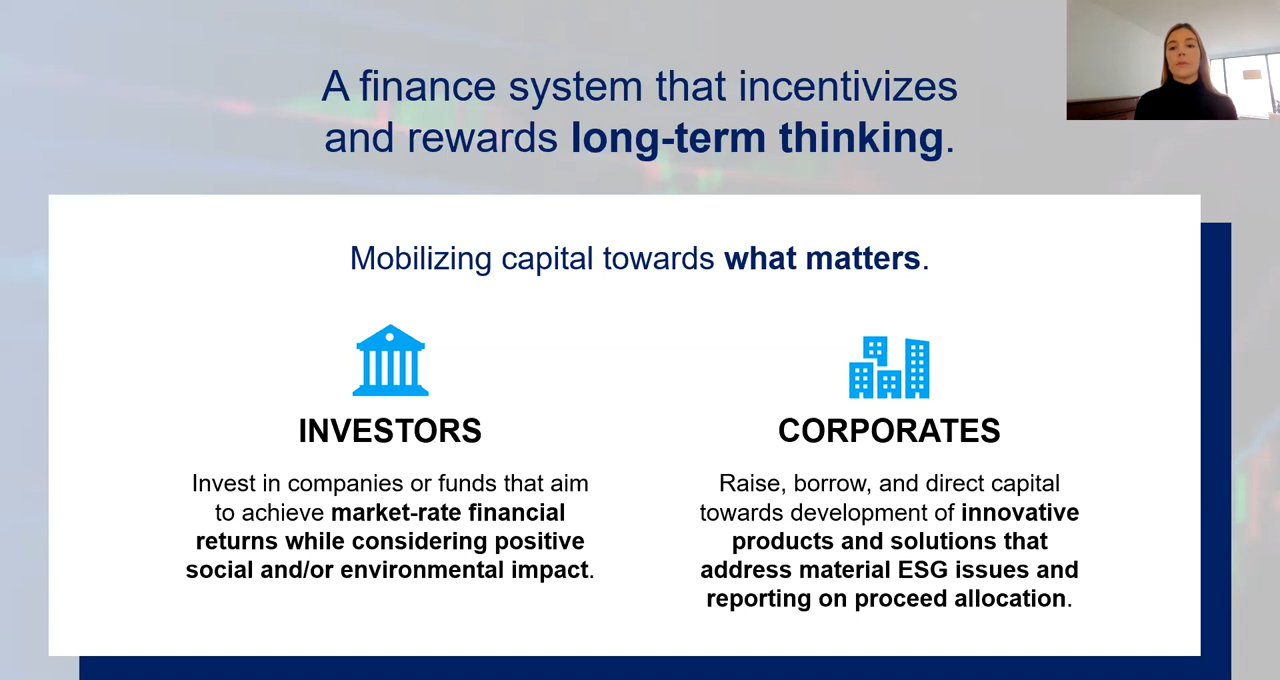 A finance system that incentivizes
and rewards long-term thinking.
Mobilizing capital towards what matters.
INVESTORS
Invest in companies or funds that aim
to achieve market-rate financial
returns while considering positive
social and/or environmental impact.
CORPORATES
Raise, borrow, and direct capital
towards development of innovative
products and solutions that
address material ESG issues and
reporting on proceed allocation.